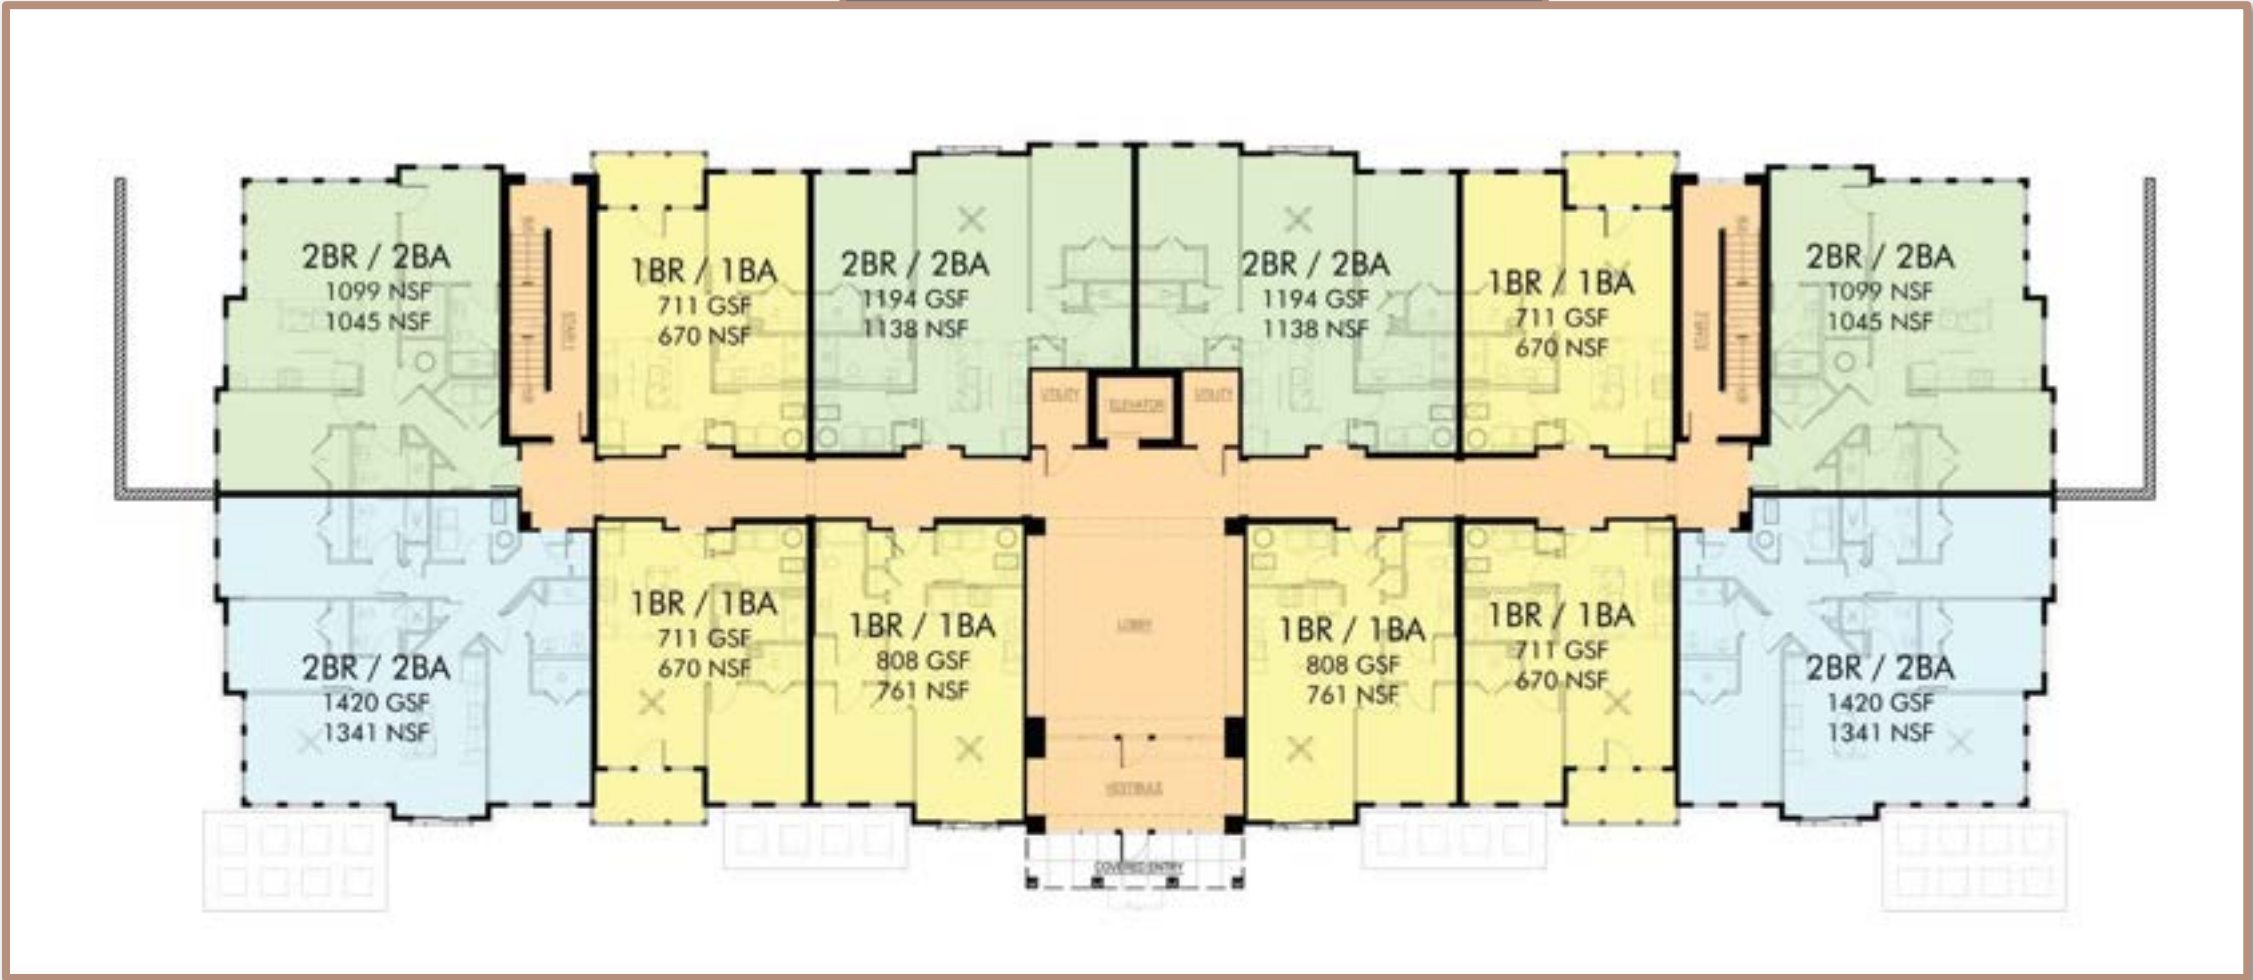 2BR / 2BA
1099 NSF
1045 NSF
1BR / 1BA
711 GSF
670 NSF
2BR / 2BA
1194 GSF
1138 NSF
2BR / 2BA
1194 GSF
1138 NSF
1BR / 1BA
711 GSF
670 NSF
2BR / 2BA
1099 NSF
1045 NSF
UTILITY
ELEVATOR
UTILITY
2BR / 2BA
1420 GSF
1341 NSF
1BR / 1BA
711 GSF
670 NSF
1BR / 1BA
808 GSF
761 NSF
LOBBY
1BR / 1BA
808 GSF
761 NSF
1BR / 1BA
711 GSF
670 NSF
2BR / 2BA
1420 GSF
1341 NSF
VESTIBULE
COVERED ENTRY